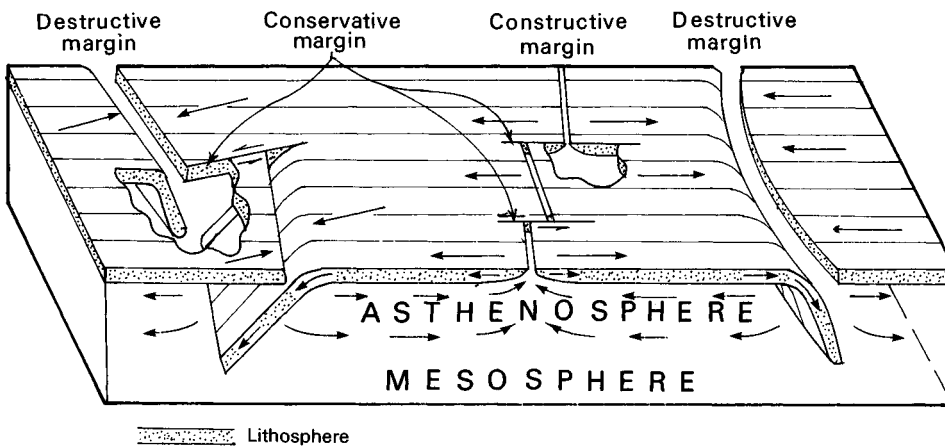 Destructive
margin
Conservative
margin
Constructive
margin
Destructive
margin
ASTHENOSPHERE
MESOSPHERE
Lithosphere